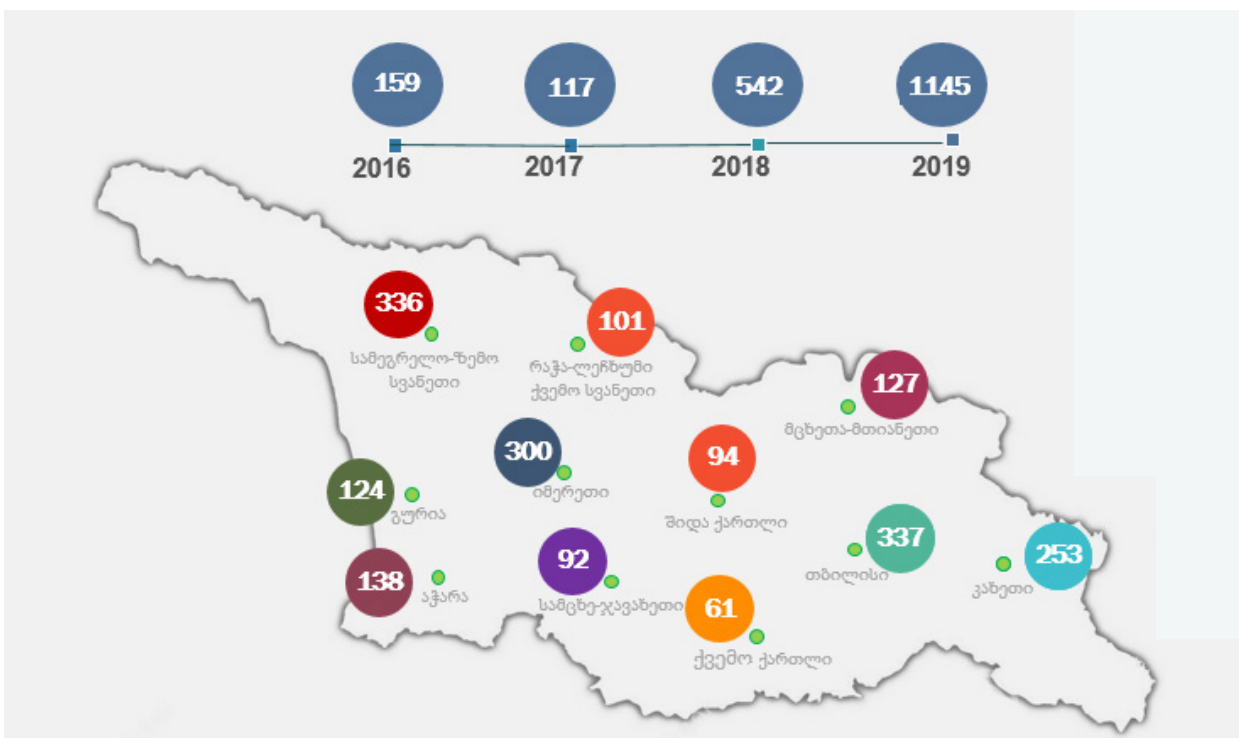 159 117 542 1145
2016 2017 2018 2019
336
სამეგრელო-ზემო
სვანეთი
101
რაჭა-ლეჩხუმი
ქვემო სვანეთი
127
მცხეთა-მთიანეთი
300
იმერეთი
94
შიდა ქართლი
124
გურია
337
თბილისი
253
კახეთი
138
აჭარა
92
სამცხე-ჯავახეთი
61
ქვემო ქართლი